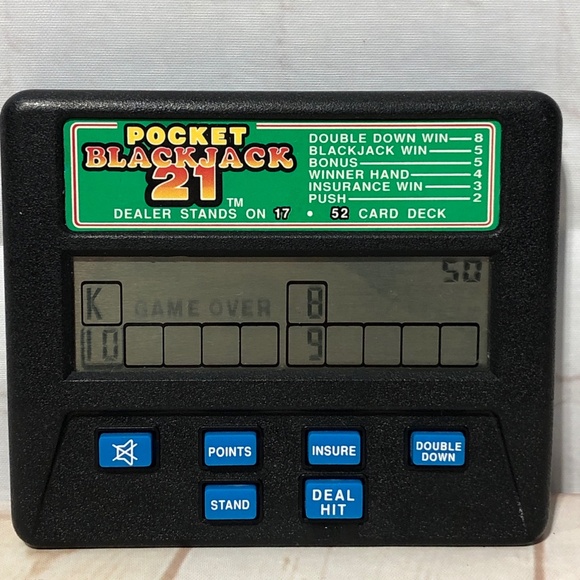 POCKET
BLACKJACK
21™
DOUBLE DOWN WIN 8
BLACKJACK WIN 5
BONUS 5
WINNER HAND 4
INSURANCE WIN 3
PUSH 2
DEALER STANDS ON 17 • 52 CARD DECK
50
K GAME OVER 8
10 9
POINTS
INSURE
DOUBLE
DOWN
STAND
DEAL
HIT